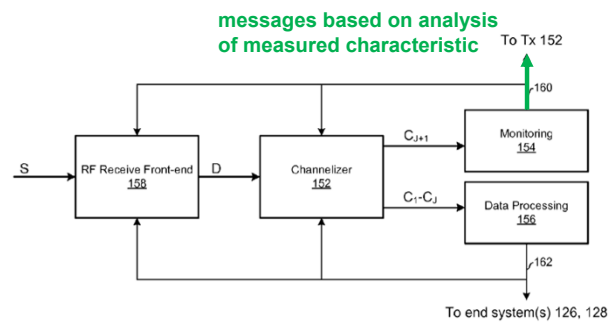 messages based on analysis
of measured characteristic
To Tx 152
160
S
RF Receive Front-end
158
D
Channelizer
152
CJ+1
Monitoring
154
C1-CJ
Data Processing
156
162
To end system(s) 126, 128